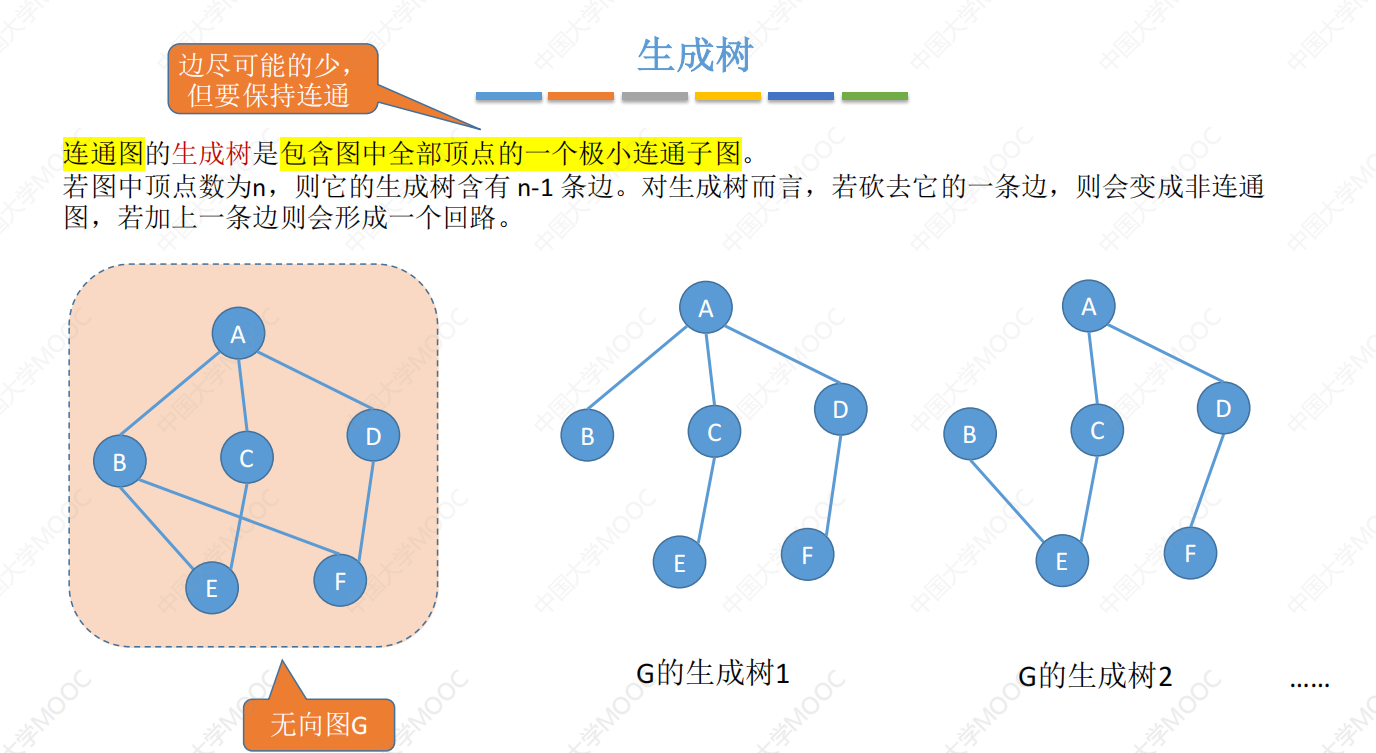 边尽可能的少，
但要保持连通
生成树
连通图的生成树是包含图中全部顶点的一个极小连通子图。
若图中顶点数为n，则它的生成树含有 n-1 条边。对生成树而言，若砍去它的一条边，则会变成非连通
图，若加上一条边则会形成一个回路。
A
B
C
D
E
F
无向图G
A
B
C
D
E
F
G的生成树1
A
B
C
D
E
F
G的生成树2
……
中国大学MOOC